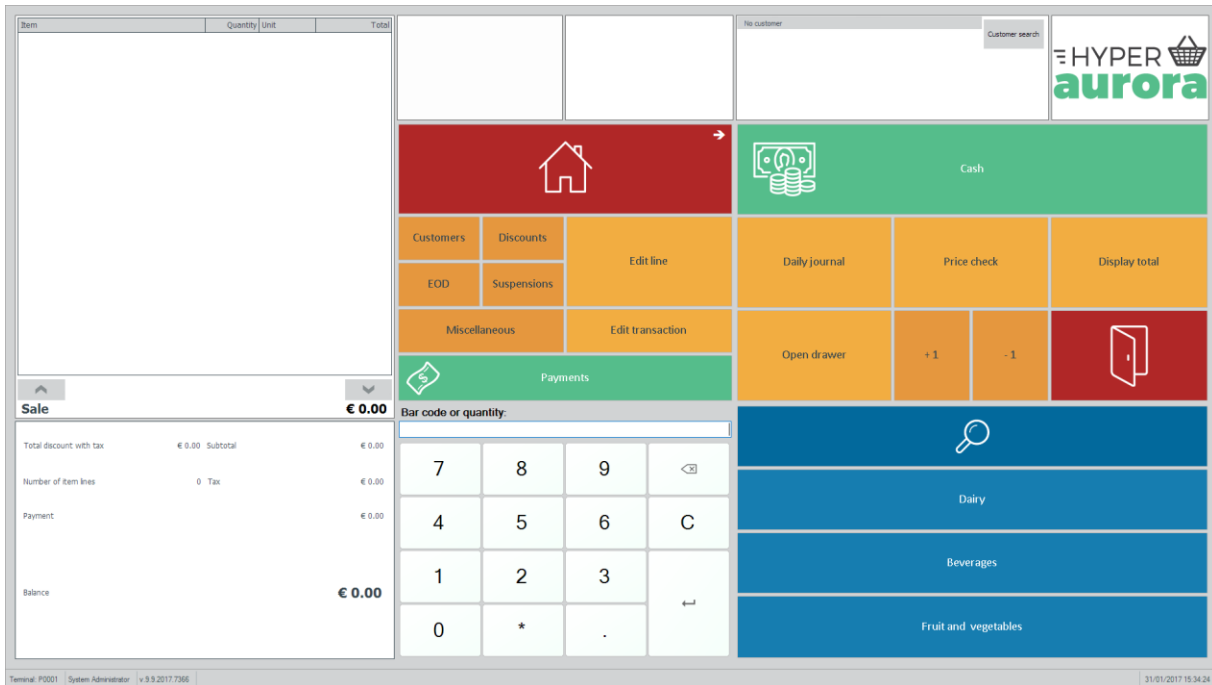 Item Quantity Unit Total
No customer
Customer search
HYPER
aurora
Cash
Customers Discounts
Edit line
EOD Suspensions
Miscellaneous Edit transaction
Payments
Daily journal Price check Display total
Open drawer +1 -1
Sale € 0.00
Total discount with tax € 0.00 Subtotal € 0.00
Number of item lines 0 Tax € 0.00
Payment € 0.00
Balance € 0.00
Bar code or quantity:
7 8 9
4 5 6 C
1 2 3
0 * .
Dairy
Beverages
Fruit and vegetables
Terminal: P0001 System Administrator v.9.9.2017.7366 31/01/2017 15:34:24